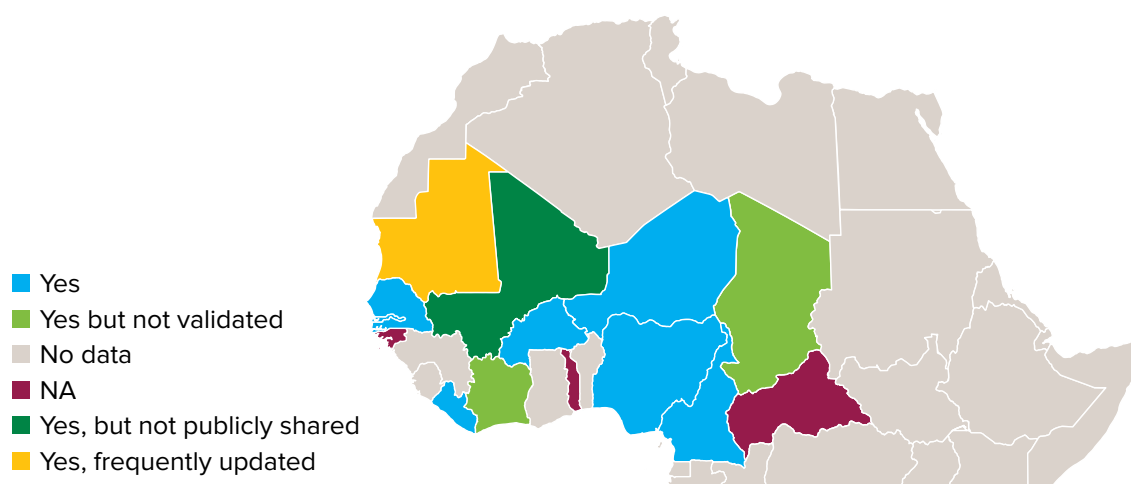 Yes
Yes but not validated
No data
NA
Yes, but not publicly shared
Yes, frequently updated